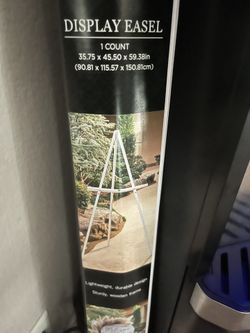 DISPLAY EASEL
1 COUNT
35.75 x 45.50 x 59.38in
(90.81 x 115.57 x 150.81cm)
Lightweight, durable design
Sturdy, wooden frame